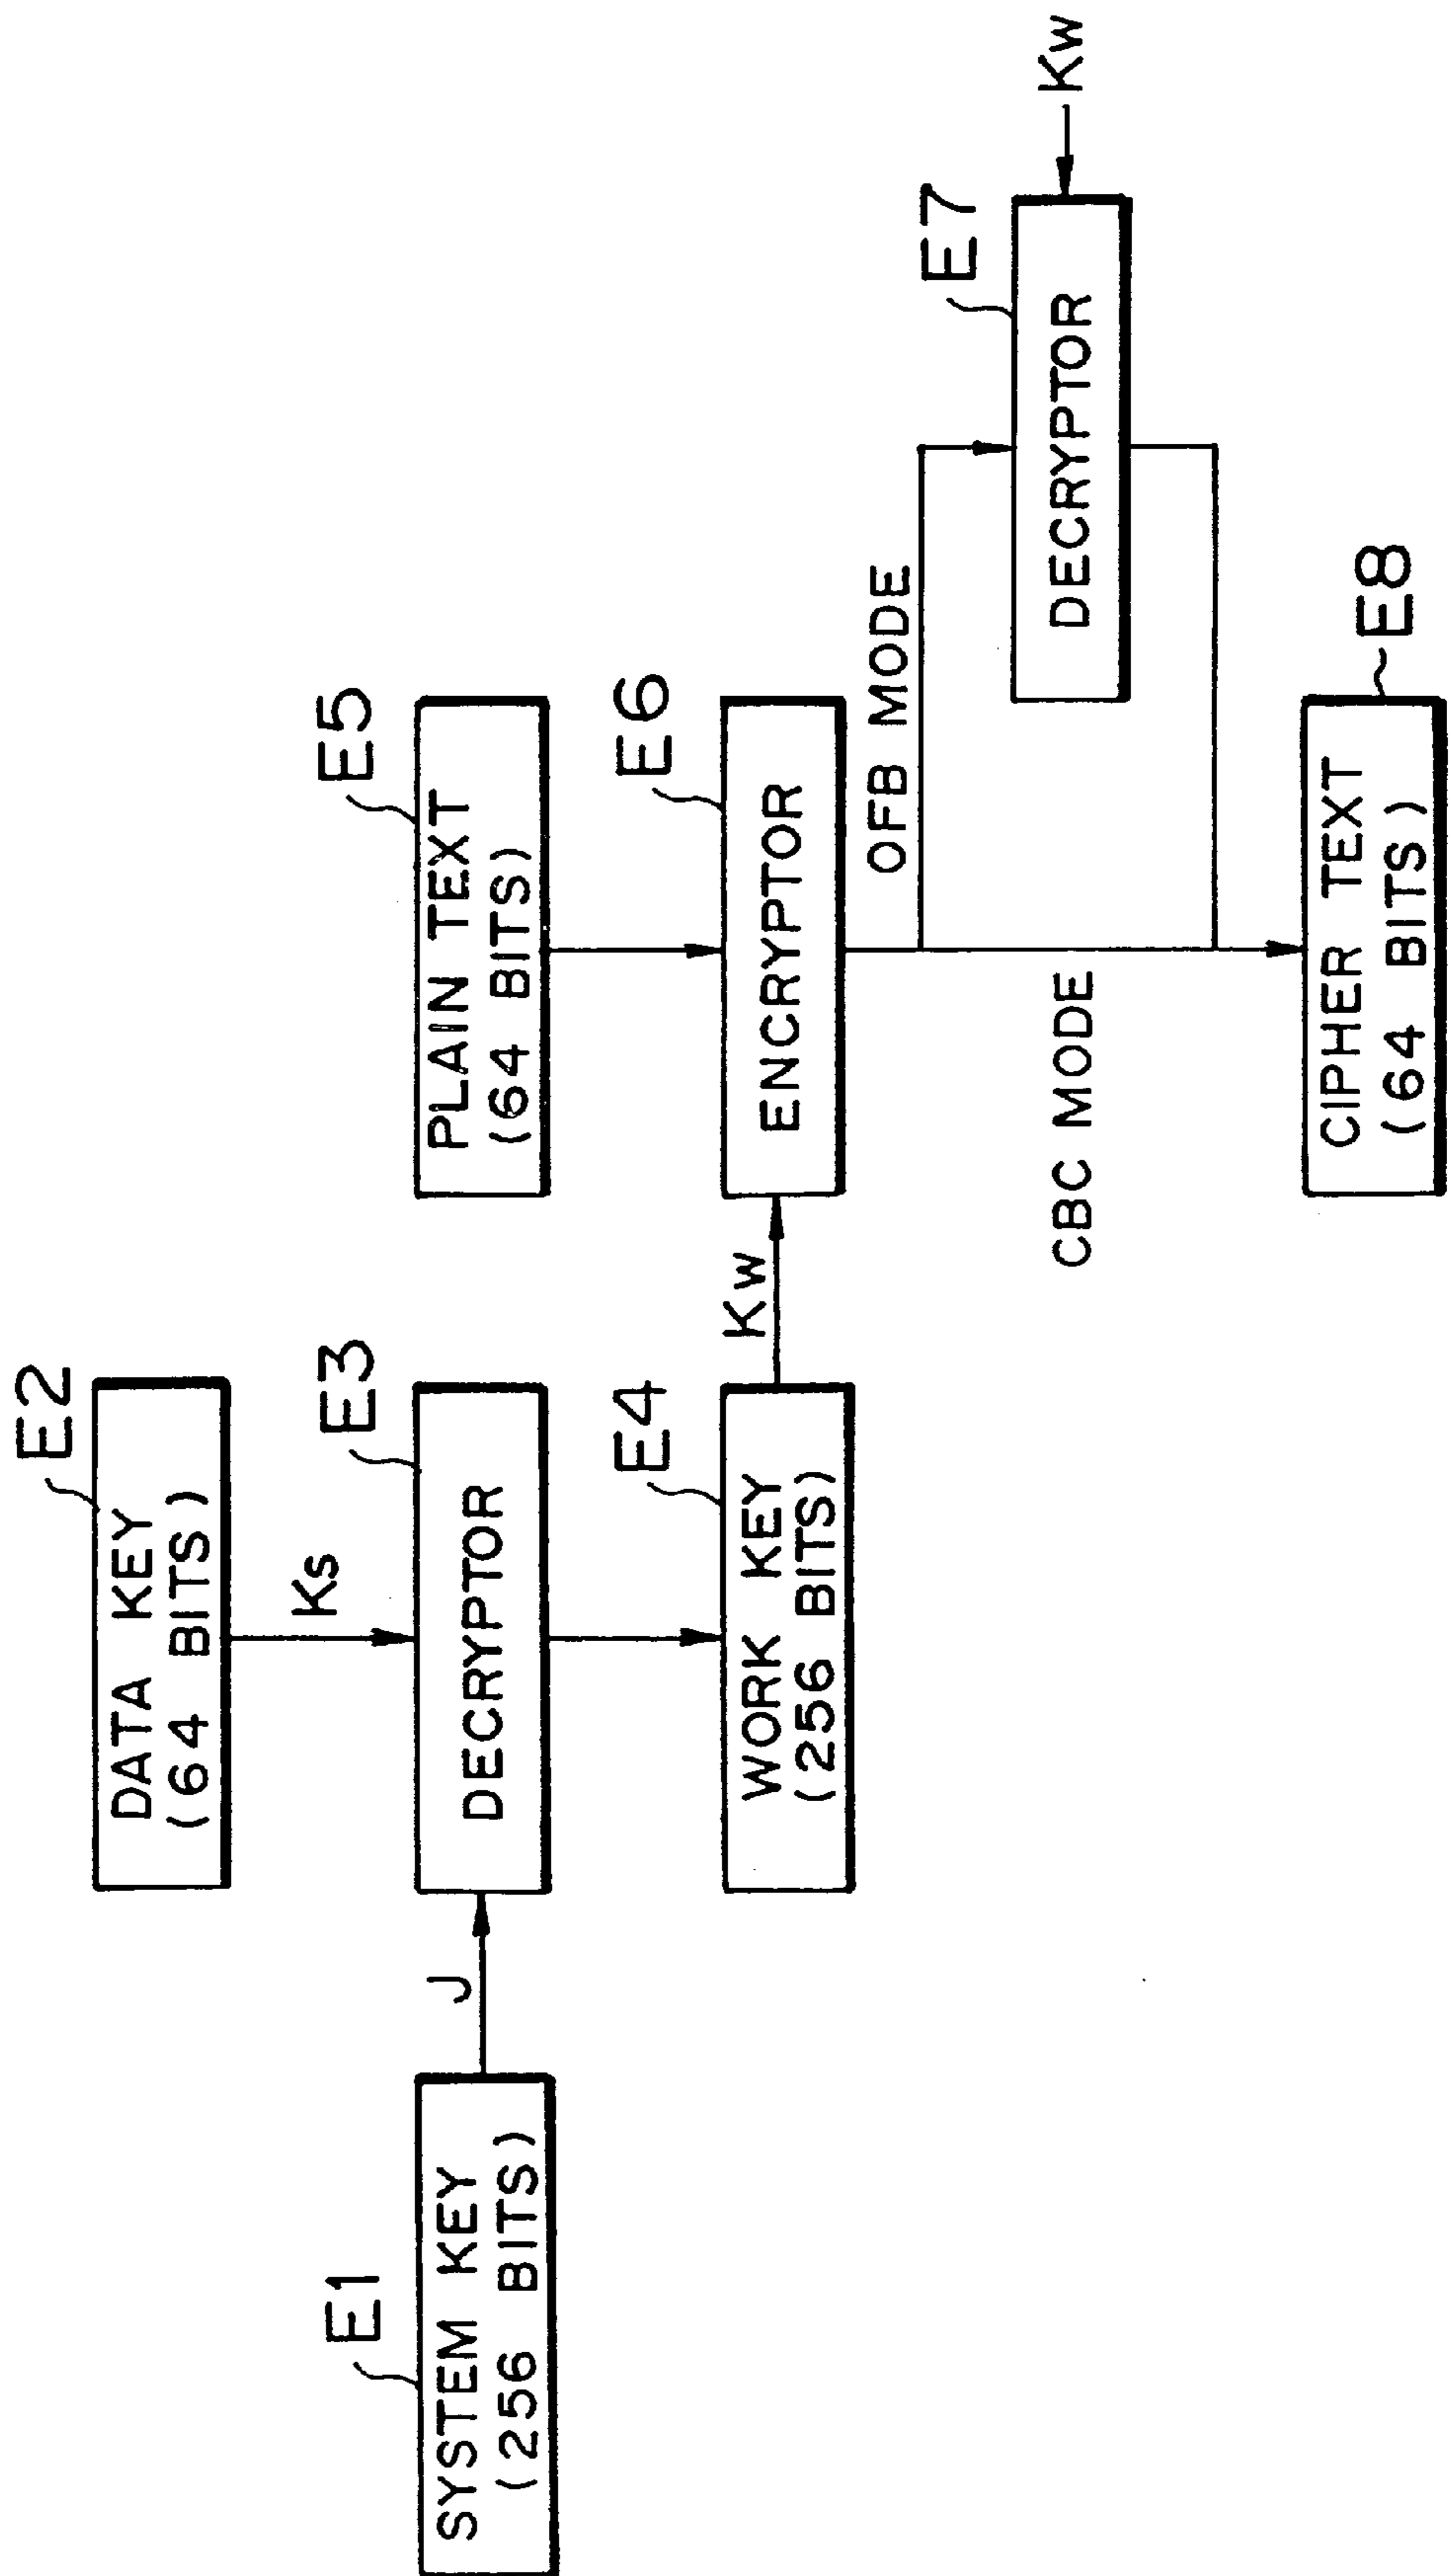 E1
SYSTEM KEY
(256 BITS)
J
E2
DATA KEY
(64 BITS)
Ks
E3
DECRYPTOR
E4
WORK KEY
(256 BITS)
Kw
E5
PLAIN TEXT
(64 BITS)
E6
ENCRYPTOR
OFB MODE
CBC MODE
E7
DECRYPTOR
Kw
E8
CIPHER TEXT
(64 BITS)